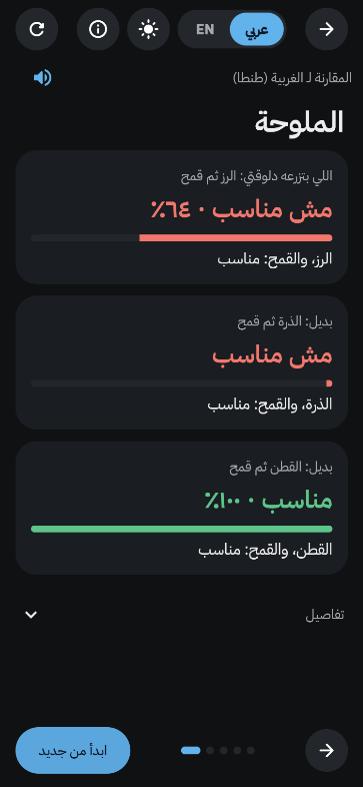 عربي EN
المقارنة لـ الغربية (طنطا)
الملوحة
اللي بتزرعه دلوقتي: الرز ثم قمح
مش مناسب · ٦٤٪
الرز، والقمح: مناسب
بديل: الذرة ثم قمح
مش مناسب
الذرة، والقمح: مناسب
بديل: القطن ثم قمح
مناسب · ١٠٠٪
القطن، والقمح: مناسب
تفاصيل
ابدأ من جديد